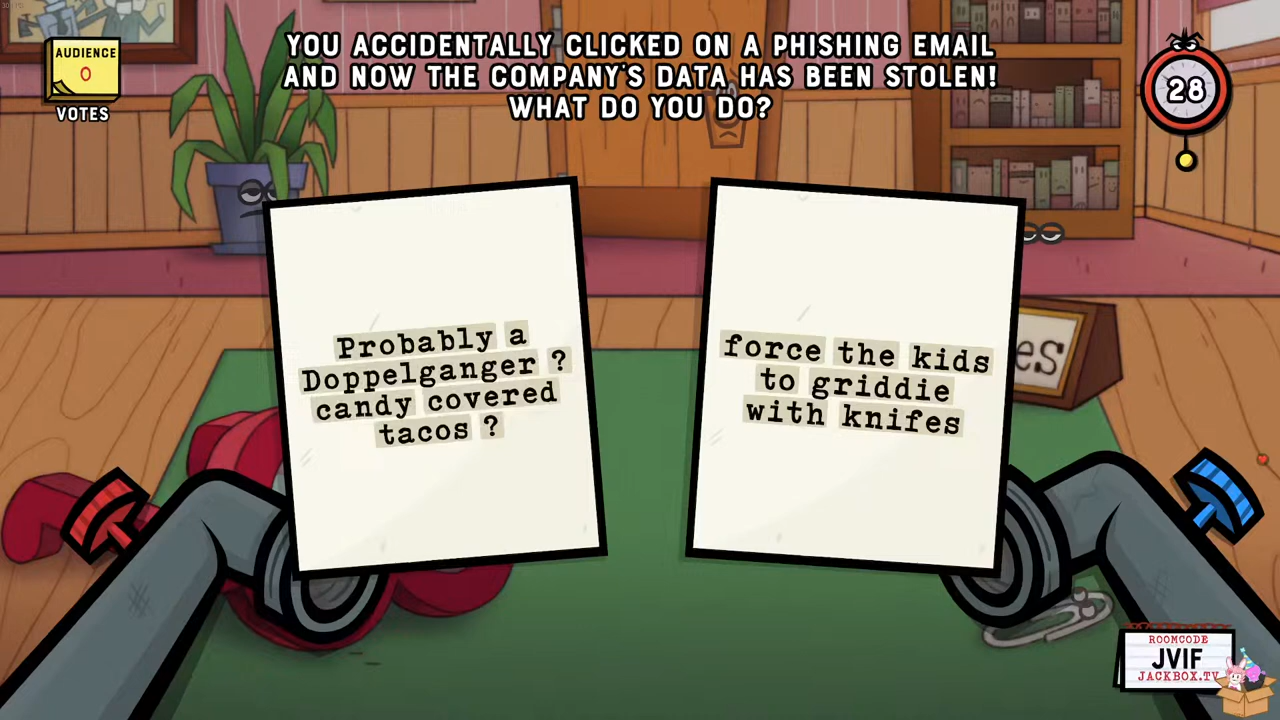 AUDIENCE
0
VOTES
YOU ACCIDENTALLY CLICKED ON A PHISHING EMAIL
AND NOW THE COMPANY'S DATA HAS BEEN STOLEN!
WHAT DO YOU DO?
28
Probably a
Doppelganger ?
candy covered
tacos ?
force the kids
to griddie
with knifes
es
ROOMCODE
JVIF
JACKBOX.TV